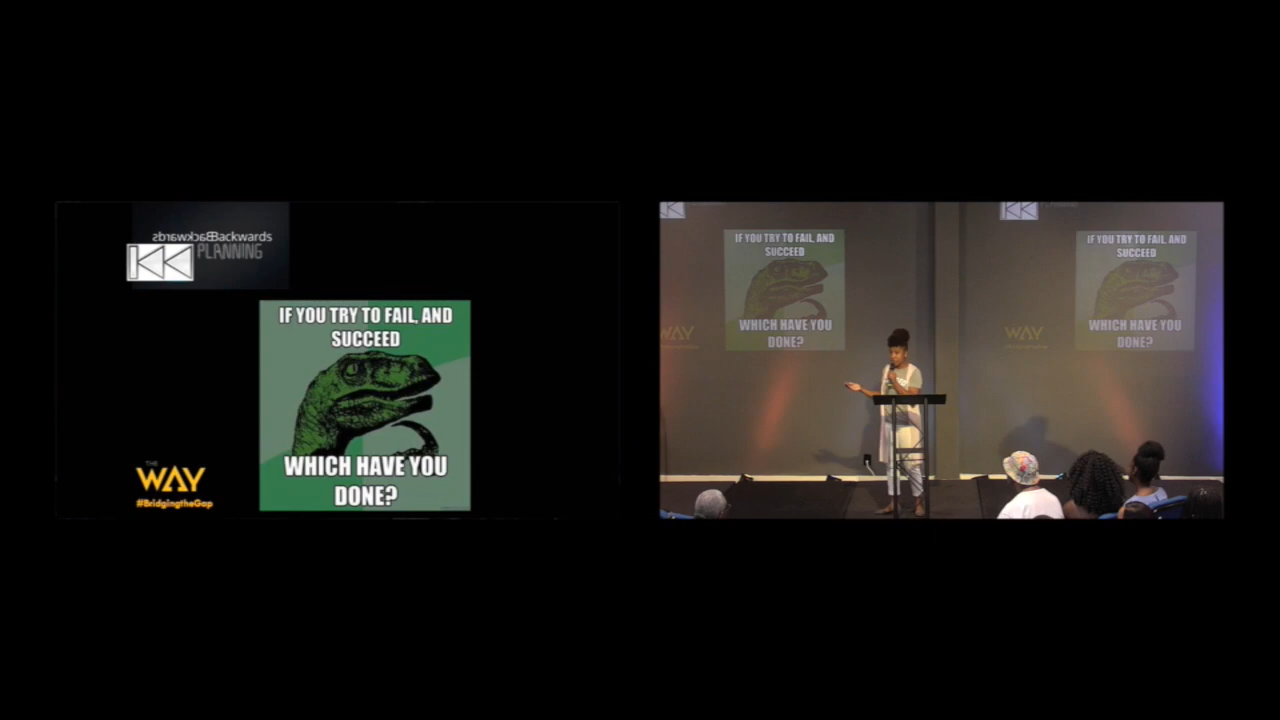 sbrawkcaBBackwards
PLANNING
IF YOU TRY TO FAIL, AND
SUCCEED
WHICH HAVE YOU
DONE?
THE
WAY
#BridgingtheGap
IF YOU TRY TO FAIL, AND
SUCCEED
WHICH HAVE YOU
DONE?
WAY
IF YOU TRY TO FAIL, AND
SUCCEED
WHICH HAVE YOU
DONE?
WAY